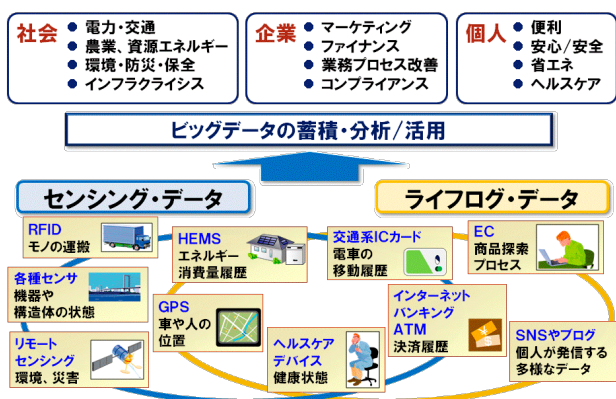 社会
● 電力・交通
● 農業、資源エネルギー
● 環境・防災・保全
● インフラクライシス
企業
● マーケティング
● ファイナンス
● 業務プロセス改善
● コンプライアンス
個人
● 便利
● 安心/安全
● 省エネ
● ヘルスケア
ビッグデータの蓄積・分析/活用
センシング・データ
ライフログ・データ
RFID
モノの運搬
HEMS
エネルギー
消費量履歴
交通系ICカード
電車の
移動履歴
EC
商品探索
プロセス
各種センサ
機器や
構造体の状態
GPS
車や人の
位置
インターネット
バンキング
ATM
決済履歴
リモート
センシング
環境、災害
ヘルスケア
デバイス
健康状態
SNSやブログ
個人が発信する
多様なデータ